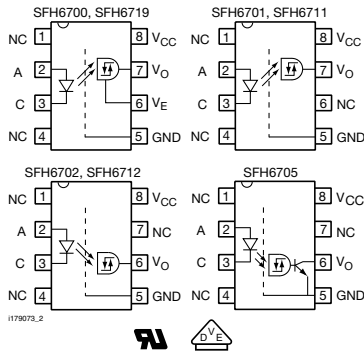 SFH6700, SFH6719
NC 1 8 VCC
A 2 7 VO
C 3 6 VE
NC 4 5 GND
SFH6701, SFH6711
NC 1 8 VCC
A 2 7 VO
C 3 6 NC
NC 4 5 GND
SFH6702, SFH6712
NC 1 8 VCC
A 2 7 NC
C 3 6 VO
NC 4 5 GND
SFH6705
NC 1 8 VCC
A 2 7 NC
C 3 6 VO
NC 4 5 GND
i179073_2
D V E